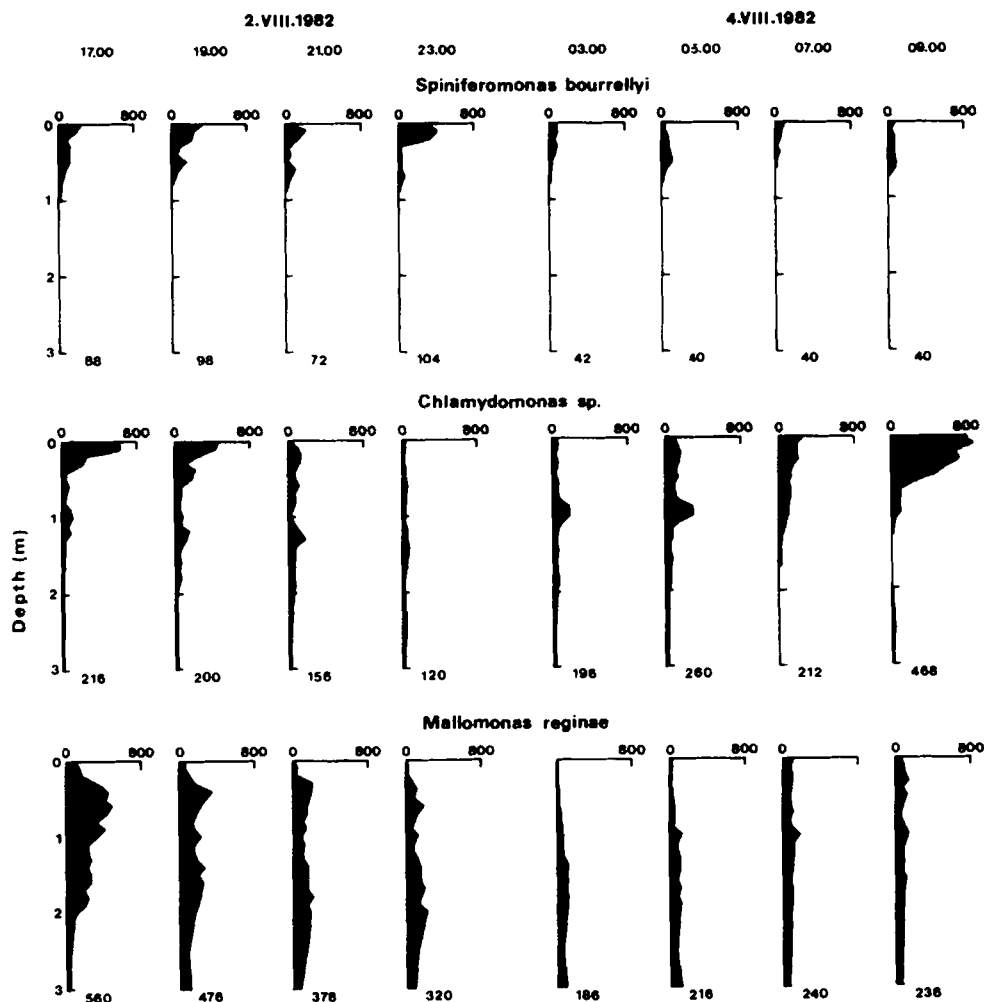 2.VIII.1982 4.VIII.1982
17.00 19.00 21.00 23.00 03.00 05.00 07.00 09.00
Spiniferomonas bourrellyi
0 800 0 800 0 800 0 800 0 800 0 800 0 800 0 800
0
1
2
3
88 98 72 104 42 40 40 40
Chlamydomonas sp.
0 800 0 800 0 800 0 800 0 800 0 800 0 800 0 800
0
1
2
3
216 200 156 120 196 260 212 468
Depth (m)
Mallomonas reginae
0 800 0 800 0 800 0 800 800 0 800 0 0 800
0
1
2
3
560 476 376 320 186 216 240 236